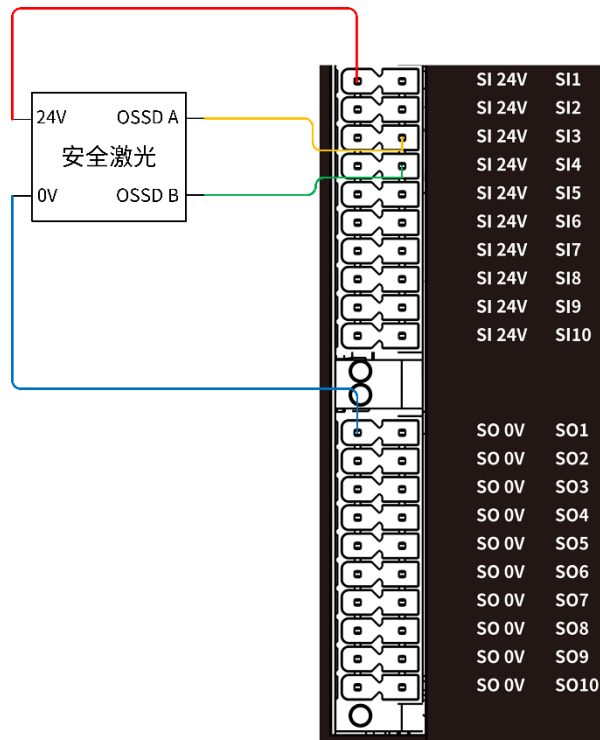 24V OSSD A
安全激光
0V OSSD B
SI 24V SI1
SI 24V SI2
SI 24V SI3
SI 24V SI4
SI 24V SI5
SI 24V SI6
SI 24V SI7
SI 24V SI8
SI 24V SI9
SI 24V SI10
SO 0V SO1
SO 0V SO2
SO 0V SO3
SO 0V SO4
SO 0V SO5
SO 0V SO6
SO 0V SO7
SO 0V SO8
SO 0V SO9
SO 0V SO10